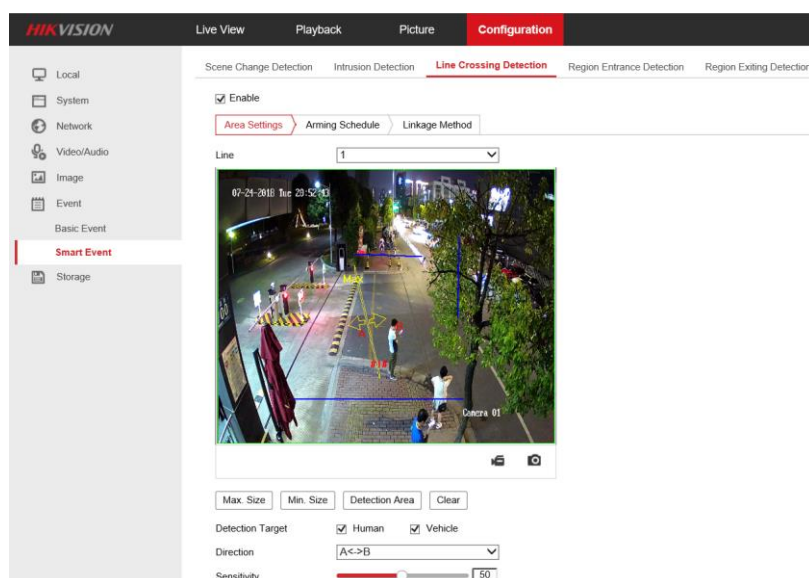 HIKVISION Live View Playback Picture Configuration
Scene Change Detection Intrusion Detection Line Crossing Detection Region Entrance Detection Region Exiting Detection
Local
System
Network
Video/Audio
Image
Event
Basic Event
Smart Event
Storage
Enable
Area Settings Arming Schedule Linkage Method
Line 1
07-24-2018 Tue 20:52:43
Max.
A
Camera 01
Max. Size Min. Size Detection Area Clear
Detection Target Human Vehicle
Direction A<->B
Sensitivity 50